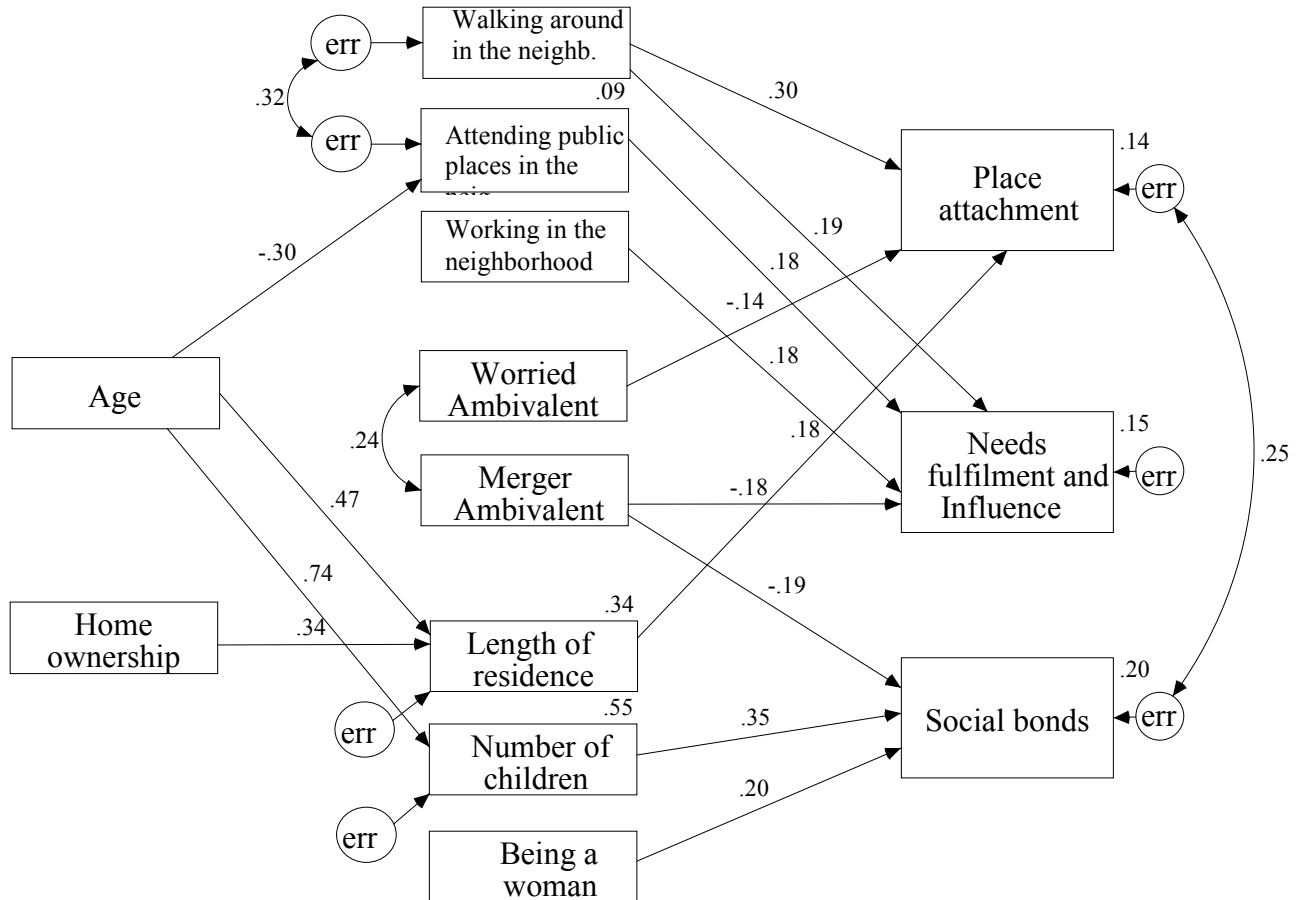 Walking around
in the neighb.
err
.32
.09
.30
err
Attending public
places in the
.14
Place
attachment
err
-.30
Working in the
neighborhood
.19
.18
-.14
.18
Age
Worried
Ambivalent
.24
.18
.15
Needs
fulfilment and
Influence
err
.25
Merger
Ambivalent
-.18
.47
.74
-.19
Home
ownership
.34
.34
Length of
residence
.20
Social bonds
err
err
.55
.35
Number of
children
.20
err
Being a
woman